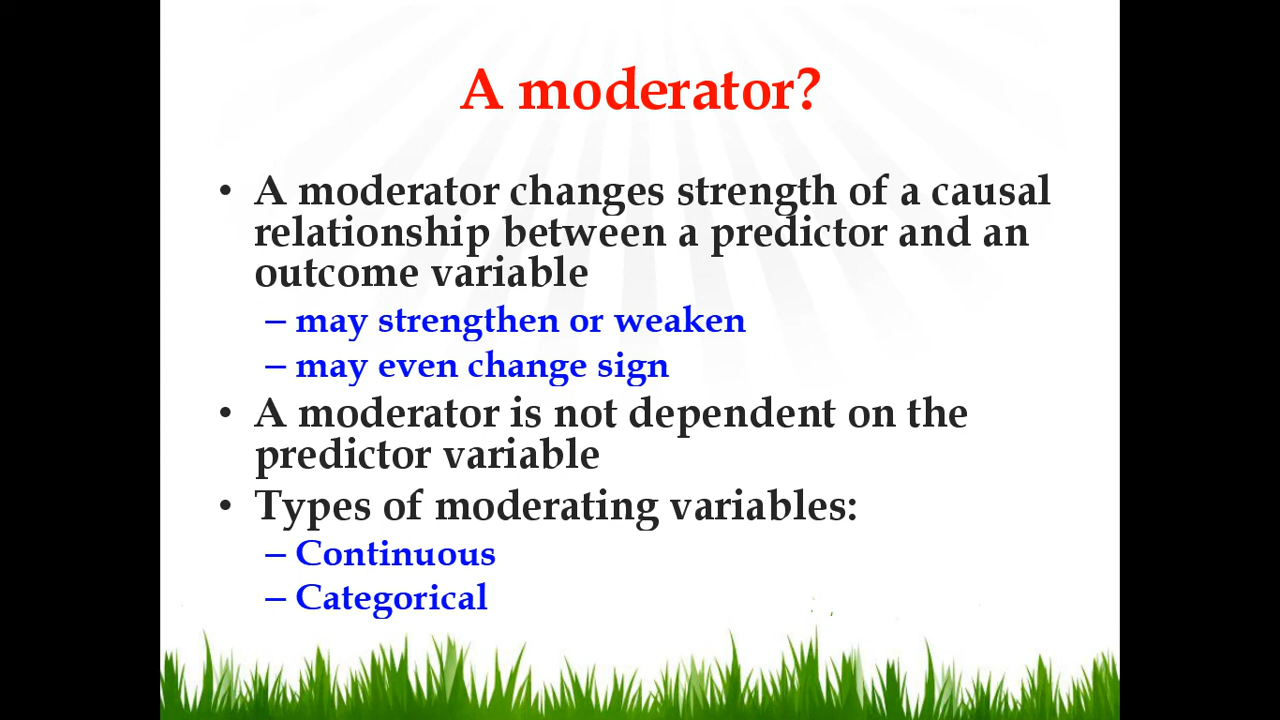 A moderator?
• A moderator changes strength of a causal
relationship between a predictor and an
outcome variable
– may strengthen or weaken
– may even change sign
• A moderator is not dependent on the
predictor variable
• Types of moderating variables:
– Continuous
– Categorical